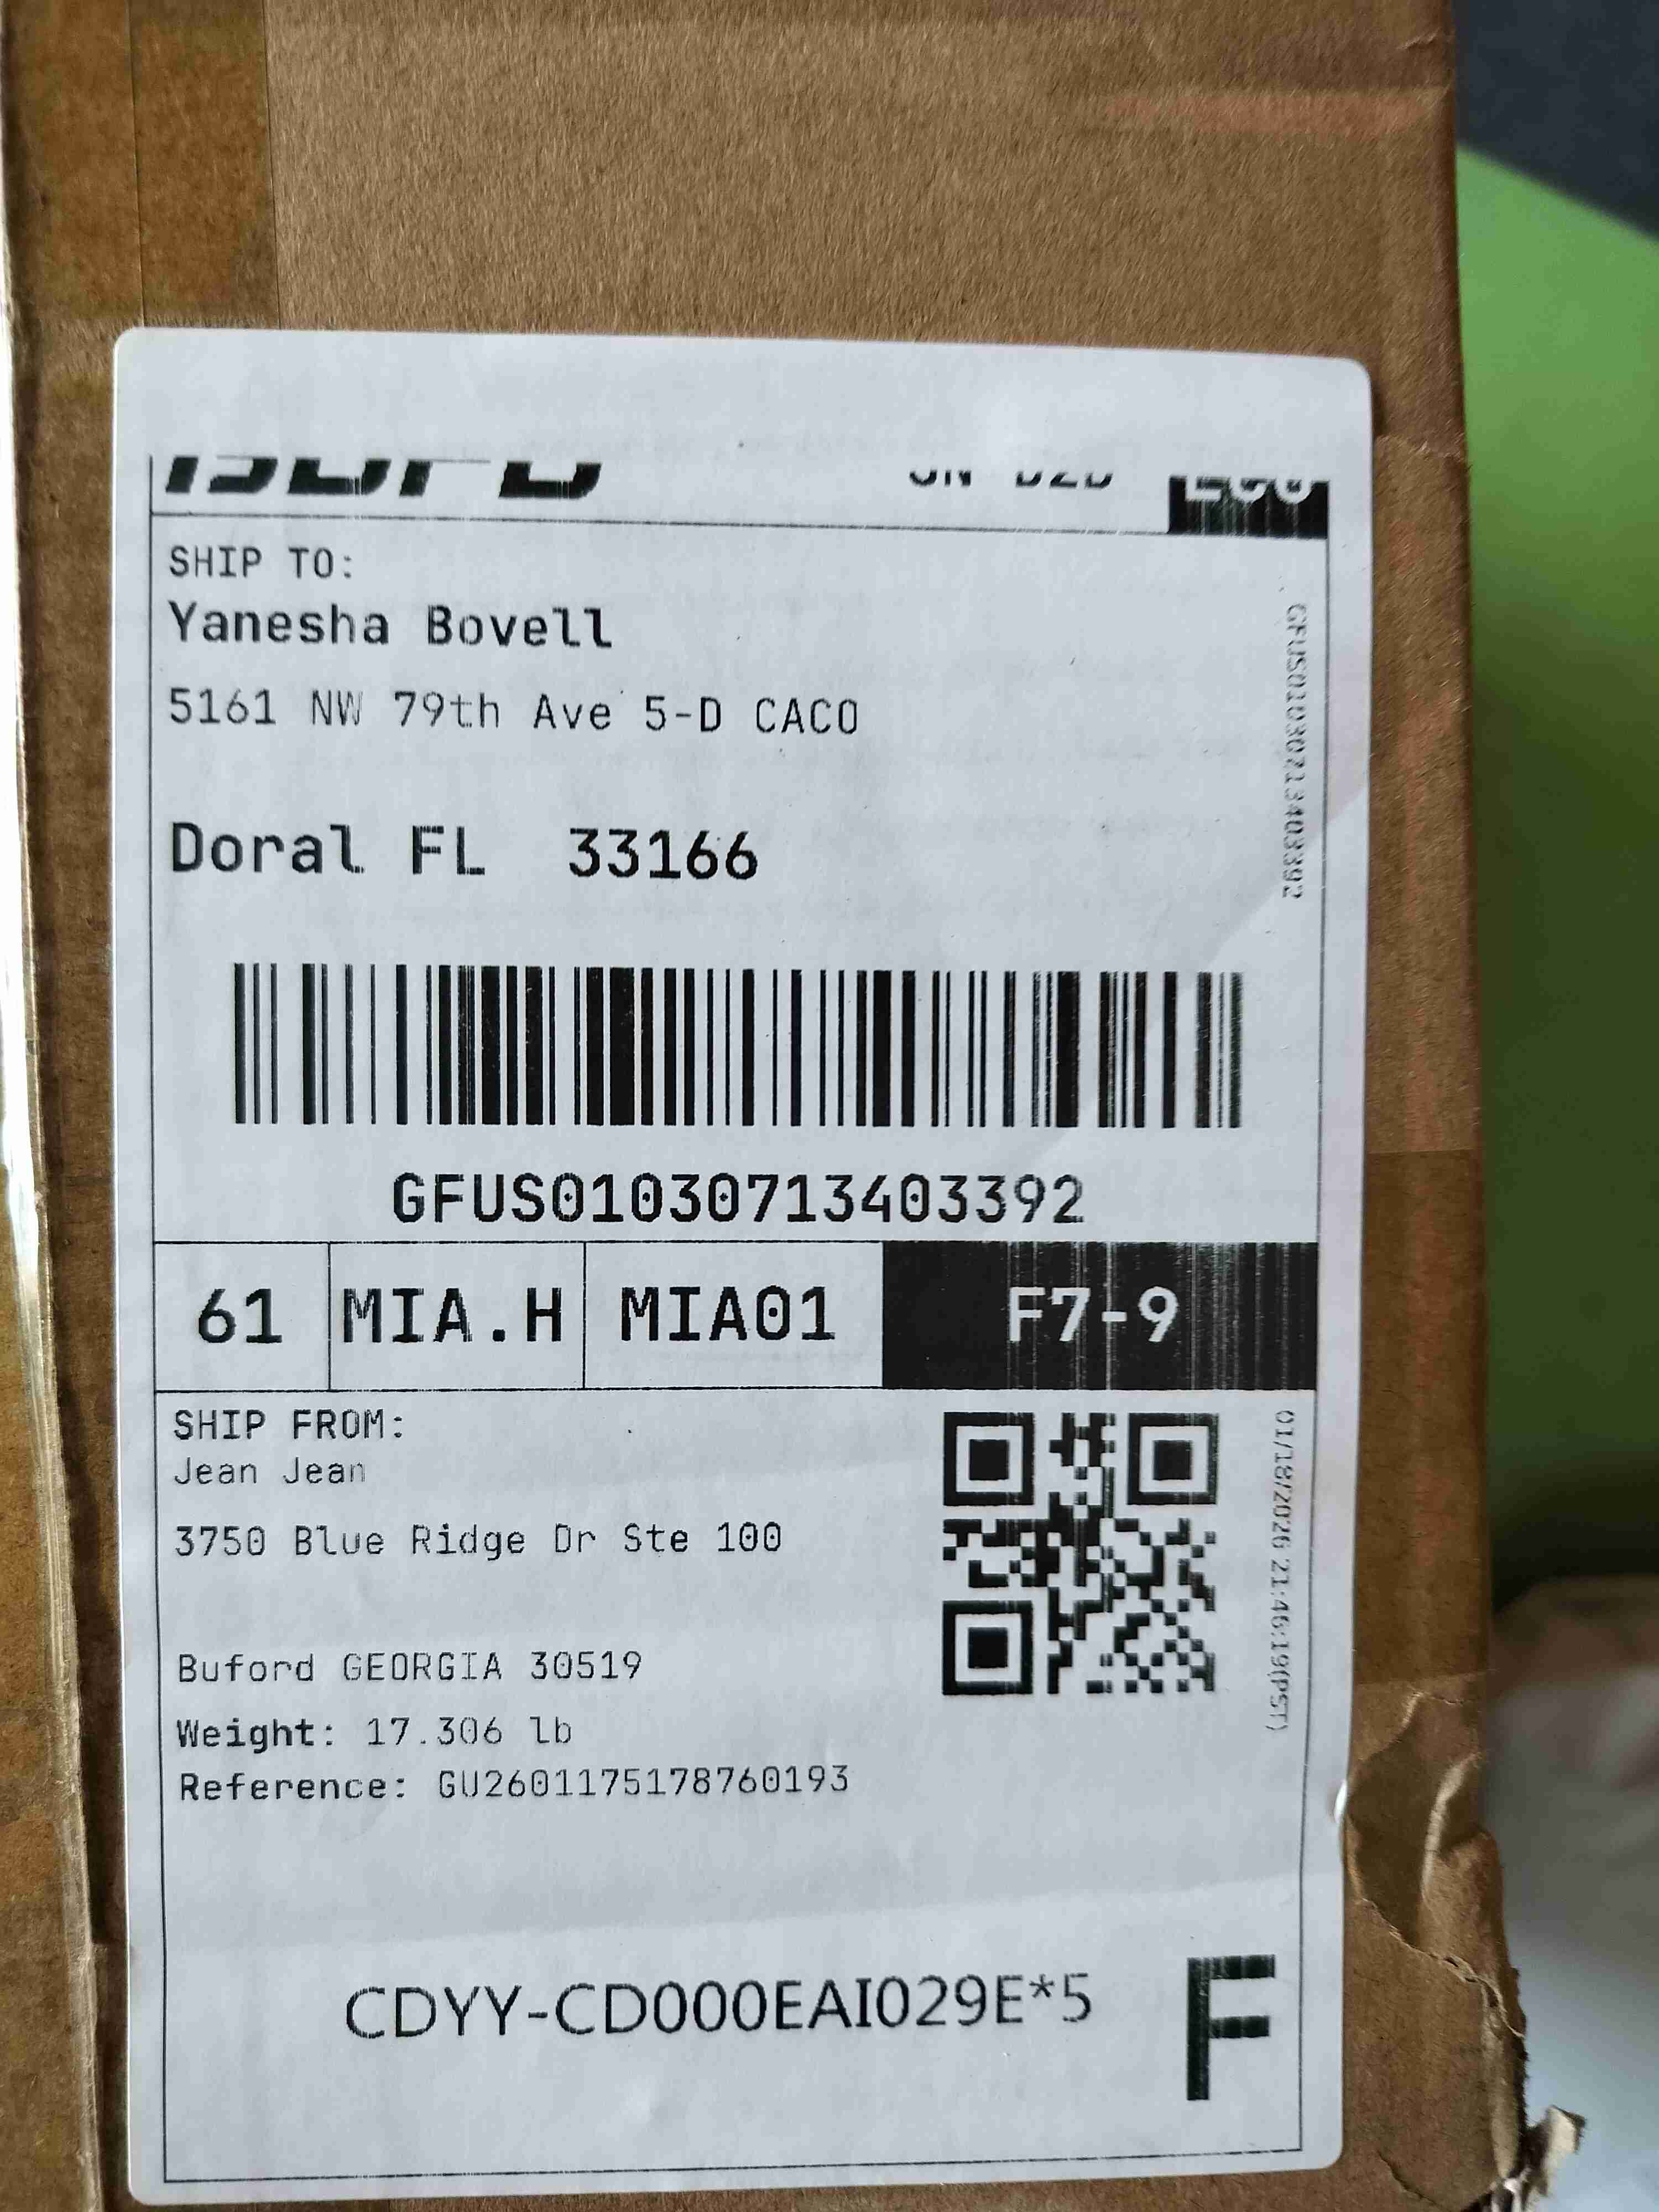 SHIP TO:
Yanesha Bovell
5161 NW 79th Ave 5-D CACO
Doral FL 33166
GFUS01030713403392
GFUS01030713403392
61 MIA.H MIA01 F7-9
SHIP FROM:
Jean Jean
3750 Blue Ridge Dr Ste 100
Buford GEORGIA 30519
Weight: 17.306 lb
Reference: GU2601175178760193
01/18/2026 21:46:19(PST)
CDYY-CD000EAI029E*5
F